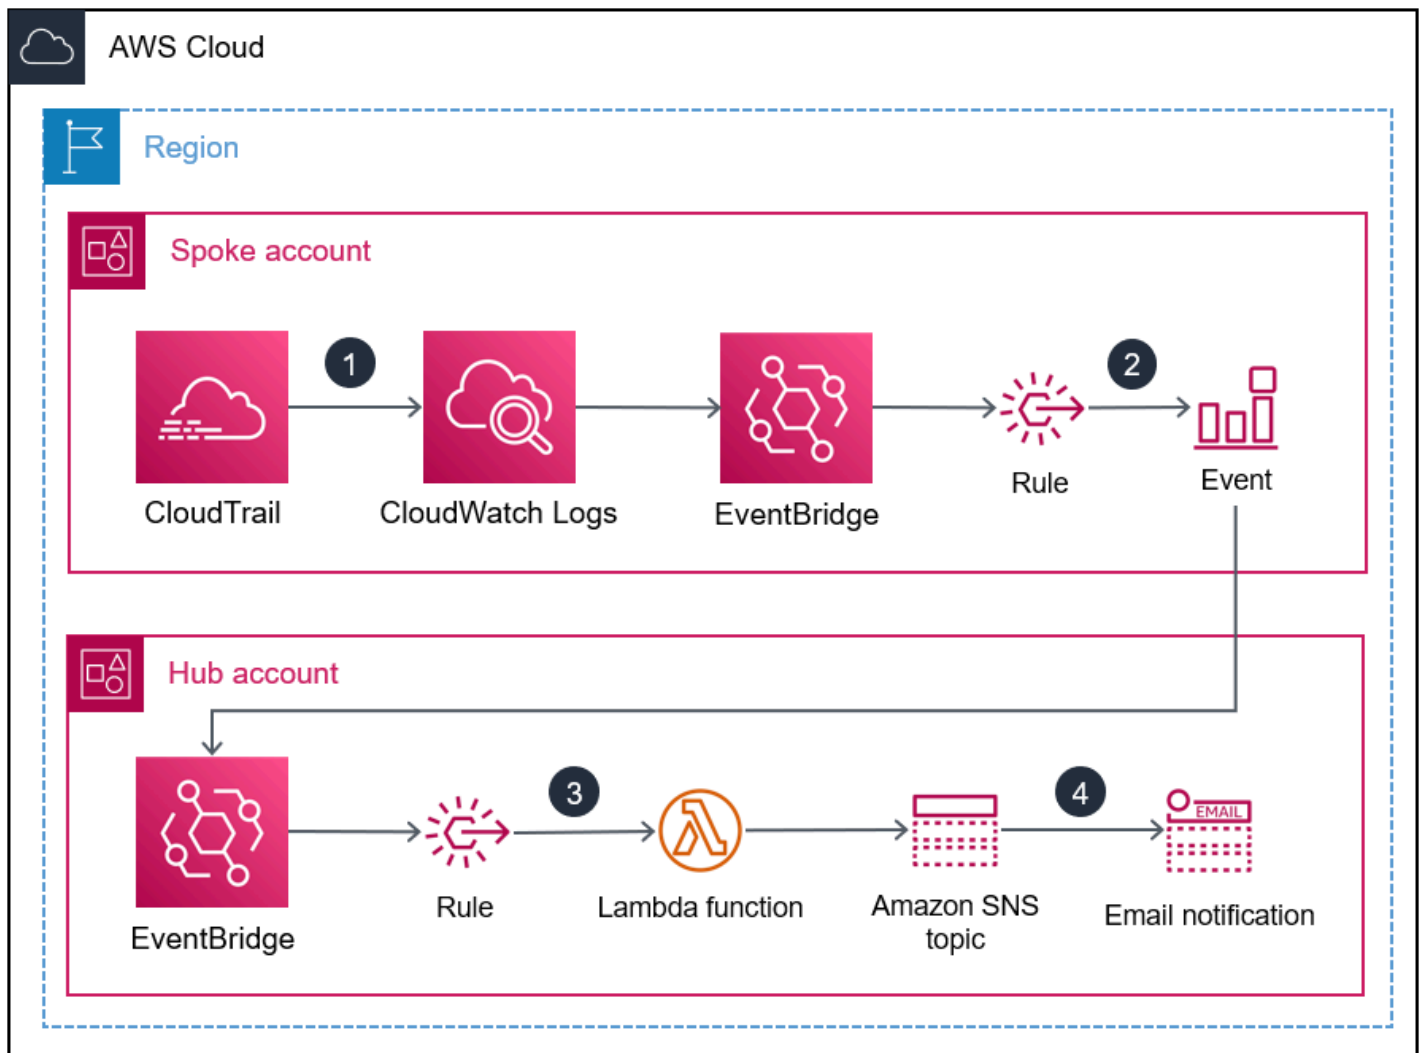 AWS Cloud
Region
Spoke account
1
2
CloudTrail
CloudWatch Logs
EventBridge
Rule
Event
Hub account
3
4
EMAIL
EventBridge
Rule
Lambda function
Amazon SNS
topic
Email notification